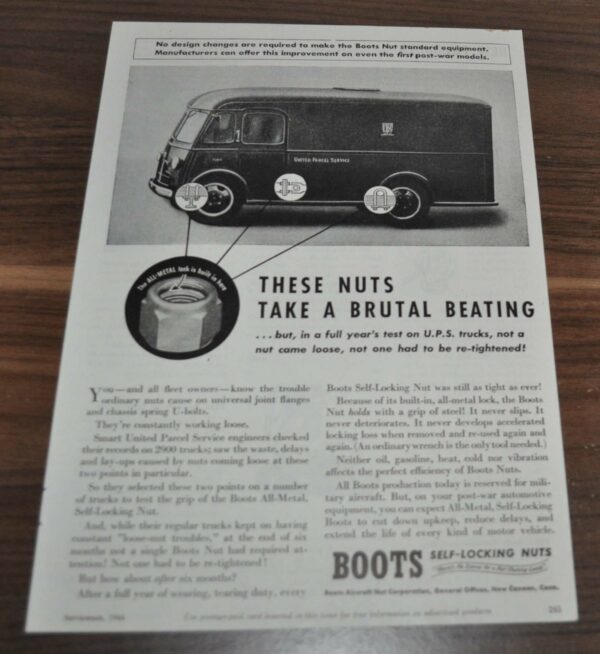 No design changes are required to make the Boots Nut standard equipment.
Manufacturers can offer this improvement on even the first post-war models.
UNITED PARCEL SERVICE
The ALL-METAL lock is built in here
THESE NUTS
TAKE A BRUTAL BEATING
...but, in a full year's test on U.P.S. trucks, not a
nut came loose, not one had to be re-tightened!
You—and all fleet owners—know the trouble
ordinary nuts cause on universal joint flanges
and chassis spring U-bolts.
They're constantly working loose.
Smart United Parcel Service engineers checked
their records on 2900 trucks; saw the waste, delays
and lay-ups caused by nuts coming loose at these
two points in particular.
So they selected these two points on a number
of trucks to test the grip of the Boots All-Metal,
Self-Locking Nut.
And, while their regular trucks kept on having
constant "loose-nut troubles," at the end of six
months not a single Boots Nut had required at-
tention! Not one had to be re-tightened!
But how about after six months?
After a full year of wearing, tearing duty, every
Boots Self-Locking Nut was still as tight as ever!
Because of its built-in, all-metal lock, the Boots
Nut holds with a grip of steel! It never slips. It
never deteriorates. It never develops accelerated
locking loss when removed and re-used again and
again. (An ordinary wrench is the only tool needed.)
Neither oil, gasoline, heat, cold nor vibration
affects the perfect efficiency of Boots Nuts.
All Boots production today is reserved for mili-
tary aircraft. But, on your post-war automotive
equipment, you can expect All-Metal, Self-Locking
Boots to cut down upkeep, reduce delays, and
extend the life of every kind of motor vehicle.
BOOTS SELF-LOCKING NUTS
Boots Aircraft Nut Corporation, General Offices, New Canaan, Conn.
Use postage-paid card inserted in this issue for free information on advertised products